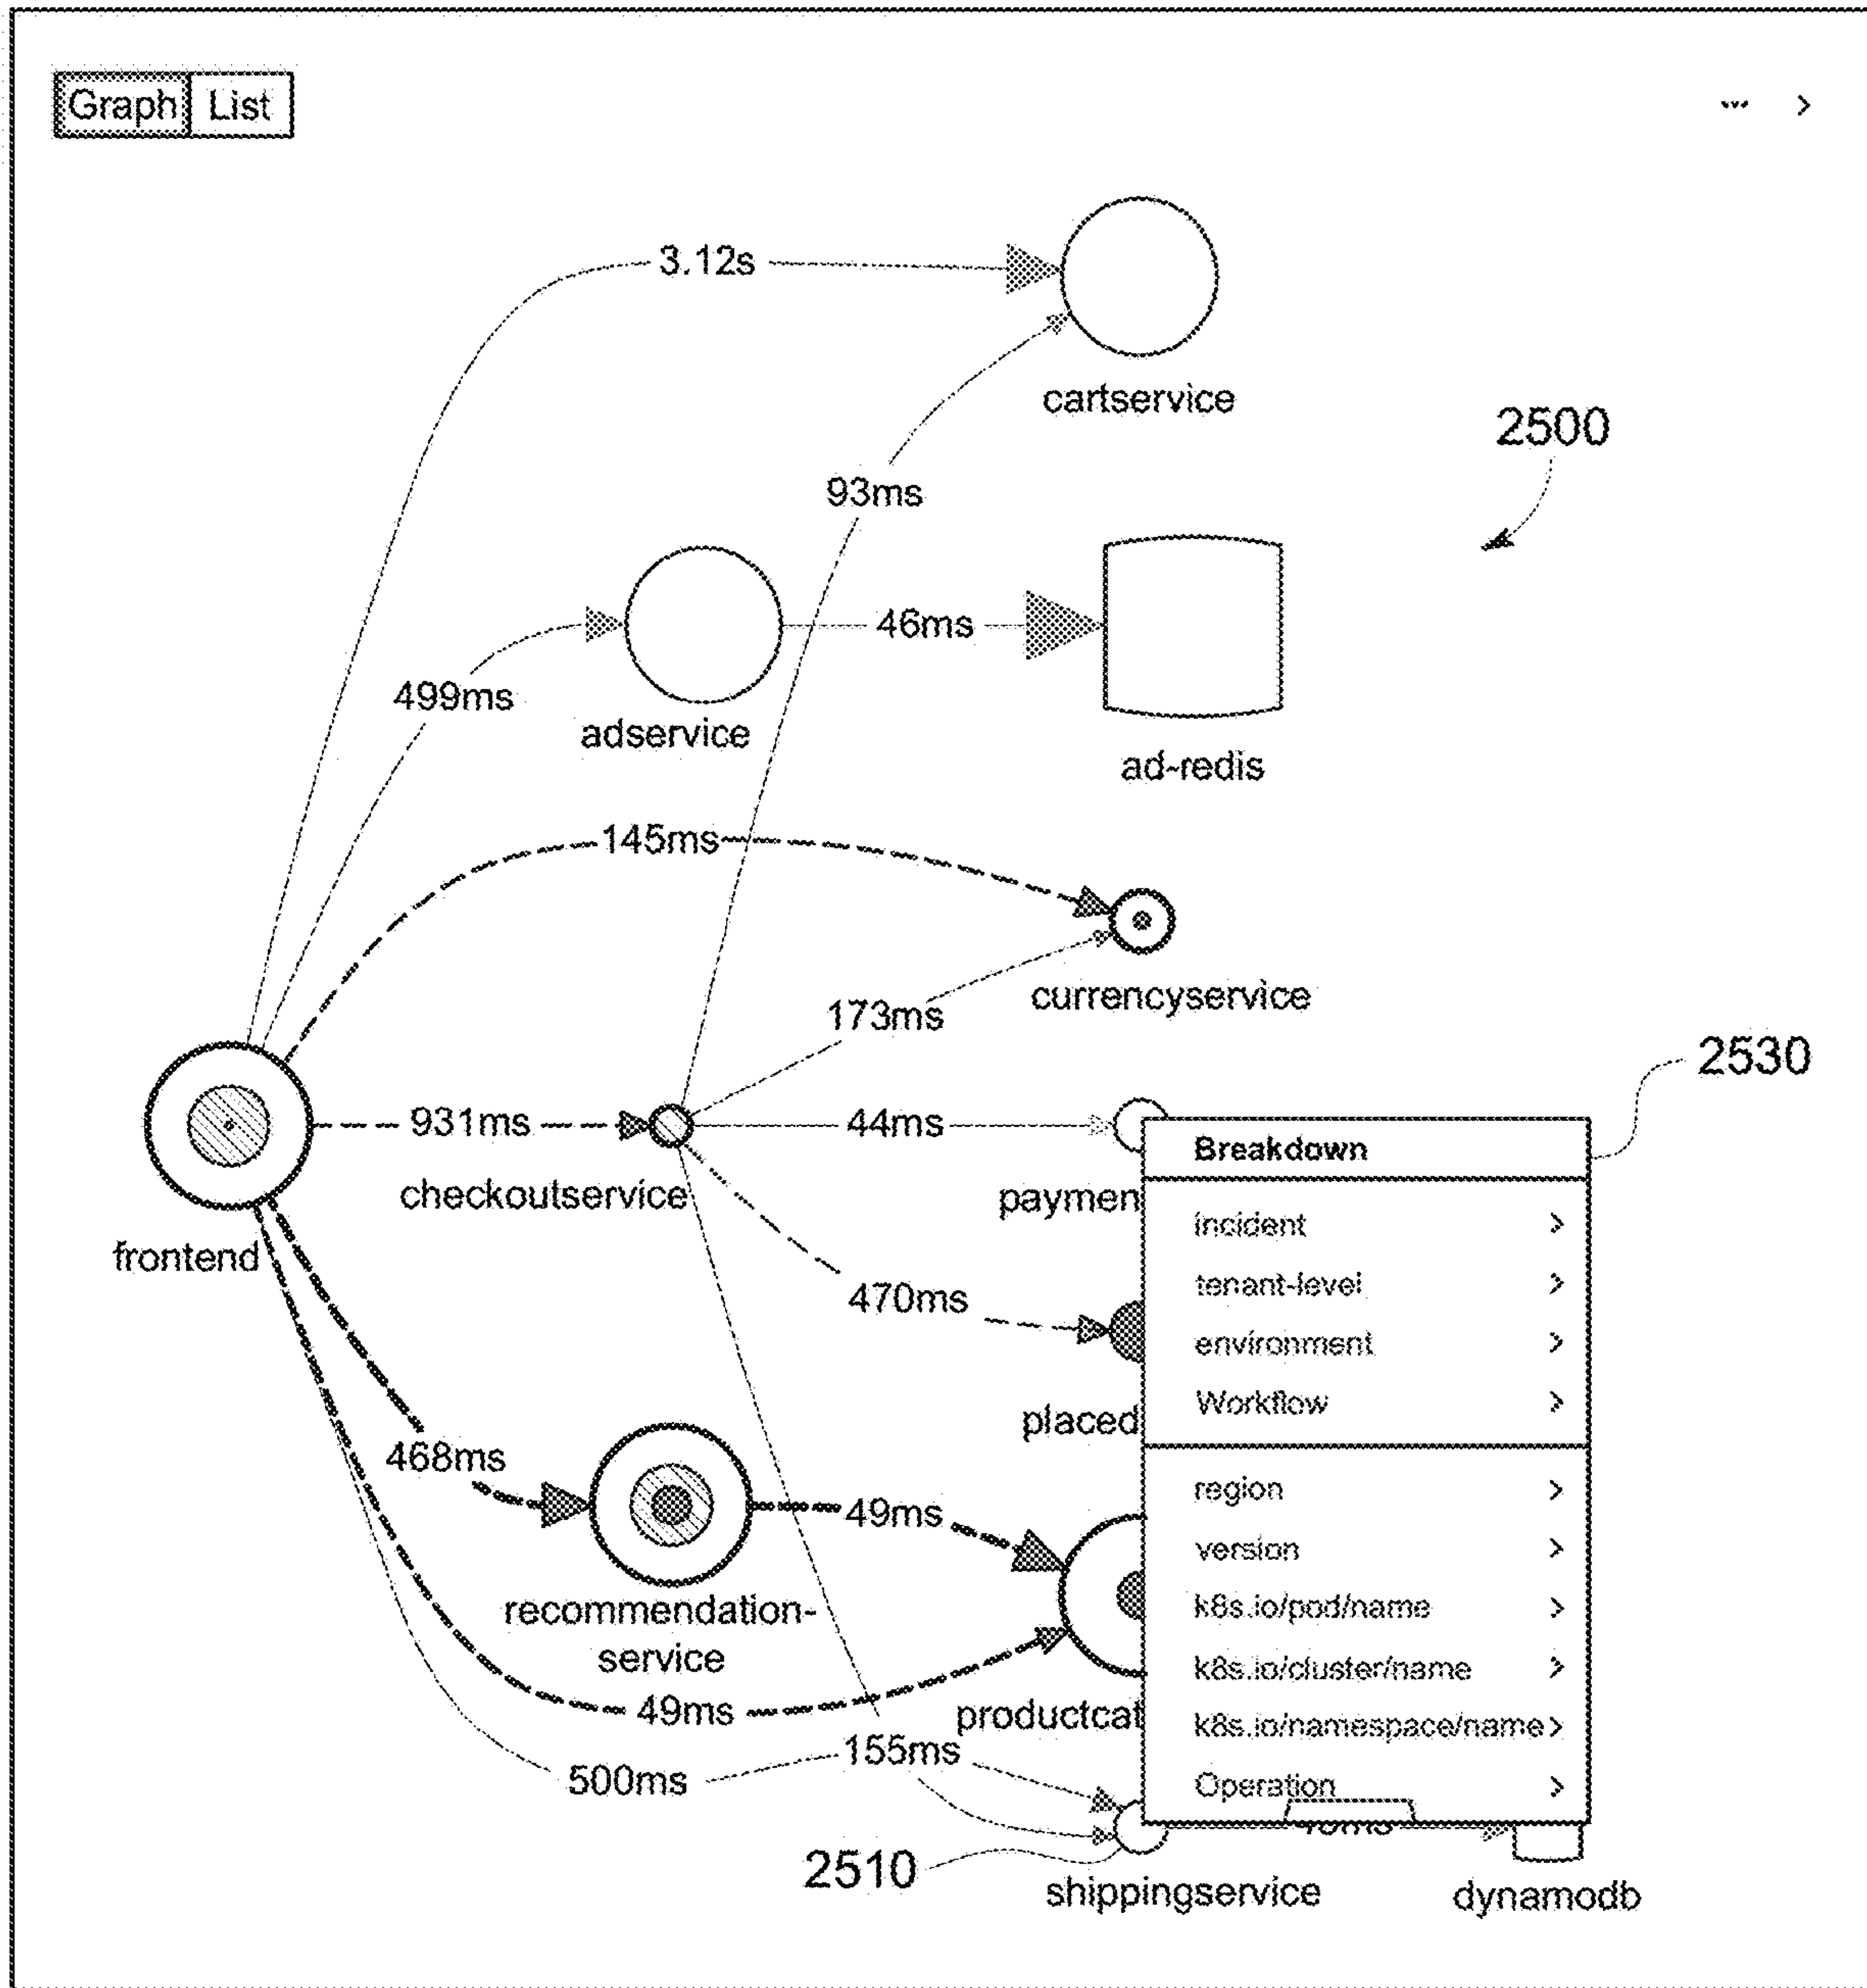 Graph List
... >
3.12s
cartservice
2500
93ms
46ms
499ms
adservice
ad-redis
145ms
173ms
currencyservice
2530
931ms
44ms
Breakdown
checkoutservice
paymen
incident >
frontend
tenant-level >
470ms
environment >
Workflow >
placed
468ms
region >
49ms
version >
recommendation-
service
k8s.io/pod/name >
k8s.io/cluster/name >
49ms
productcat
k8s.io/namespace/name >
155ms
500ms
Operation >
2510
shippingservice
dynamodb